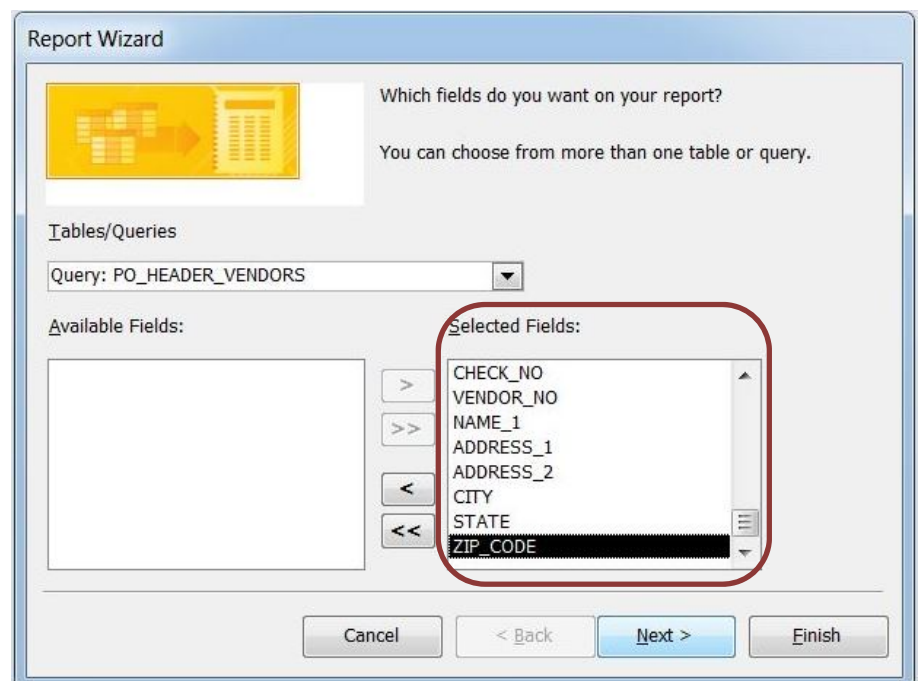 Report Wizard
Which fields do you want on your report?
You can choose from more than one table or query.
Tables/Queries
Query: PO_HEADER_VENDORS
Available Fields:
Selected Fields:
>
>>
<
<<
CHECK_NO
VENDOR_NO
NAME_1
ADDRESS_1
ADDRESS_2
CITY
STATE
ZIP_CODE
Cancel
< Back
Next >
Finish